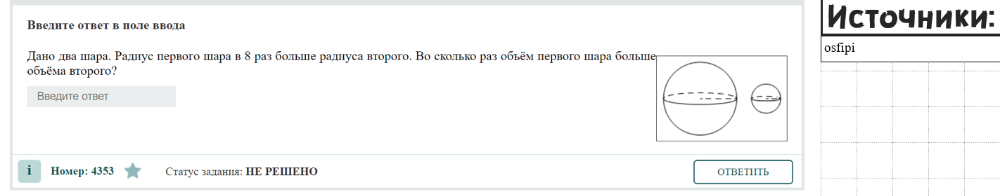 Введите ответ в поле ввода
Дано два шара. Радиус первого шара в 8 раз больше радиуса второго. Во сколько раз объём первого шара больше
объёма второго?
Введите ответ
i Номер: 4353 Статус задания: НЕ РЕШЕНО ОТВЕТИТЬ
Источники:
osfipi